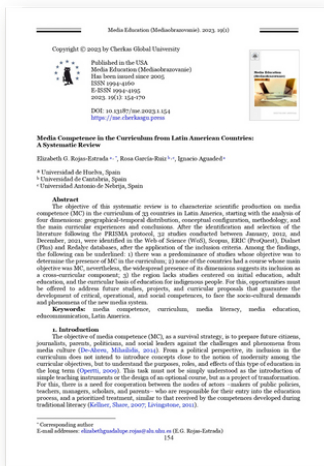 Media Education (Mediaobrazovanie). 2023. 19(1)
Copyright © 2023 by Cherkas Global University
Published in the USA
Media Education (Mediaobrazovanie)
Has been issued since 2005
ISSN 1994-4160
E-ISSN 1994-4195
2023. 19(1): 154-170
DOI: 10.13187/me.2023.1.154
https://me.cherkasgu.press
Media Competence in the Curriculum from Latin American Countries:
A Systematic Review
Elizabeth G. Rojas-Estrada a, *, Rosa García-Ruiz b, c, Ignacio Aguaded a
a Universidad de Huelva, Spain
b Universidad de Cantabria, Spain
c Universidad Antonio de Nebrija, Spain
Abstract
The objective of this systematic review is to characterize scientific production on media
competence (MC) in the curriculum of 33 countries in Latin America, starting with the analysis of
four dimensions: geographical-temporal distribution, conceptual configuration, methodology, and
the main curricular experiences and conclusions. After the identification and selection of the
literature following the PRISMA protocol, 32 studies conducted between January, 2012, and
December, 2021, were identified in the Web of Science (WoS), Scopus, ERIC (ProQuest), Dialnet
(Plus) and Redalyc databases, after the application of the inclusion criteria. Among the findings,
the following can be underlined: 1) there was a predominance of studies whose objective was to
determine the presence of MC in the curriculum; 2) none of the countries had a course whose main
objective was MC, nevertheless, the widespread presence of its dimensions suggests its inclusion as
a cross-curricular component; 3) the region lacks studies centered on initial education, adult
education, and the curricular basis of education for indigenous people. For this, opportunities must
be offered to address future studies, projects, and curricular proposals that guarantee the
development of critical, operational, and social competences, to face the socio-cultural demands
and phenomena of the new media system.
Keywords: media competence, curriculum, media literacy, media education,
educommunication, Latin America.
1. Introduction
The objective of media competence (MC), as a survival strategy, is to prepare future citizens,
journalists, parents, politicians, and social leaders against the challenges and phenomena from
media culture (De-Abreu, Mihailidis, 2014). From a political perspective, its inclusion in the
curriculum does not intend to introduce concepts close to the notion of modernity among the
curricular objectives, but to understand the purposes, roles, and effects of this type of education in
the long term (Opertti, 2009). This task must not be simply understood as the introduction of
simple teaching instruments or the design of an optional course, but as a project of transformation.
For this, there is a need for cooperation between the nodes of actors –makers of public policies,
teachers, managers, scholars, and parents– who are responsible for their entry into the education
process, and a prioritized treatment, similar to that received by the competences developed through
traditional literacy (Kellner, Share, 2007; Livingstone, 2011).
* Corresponding author
E-mail addresses: elizabethguadalupe.rojas@alu.uhu.es (E.G. Rojas-Estrada)
154